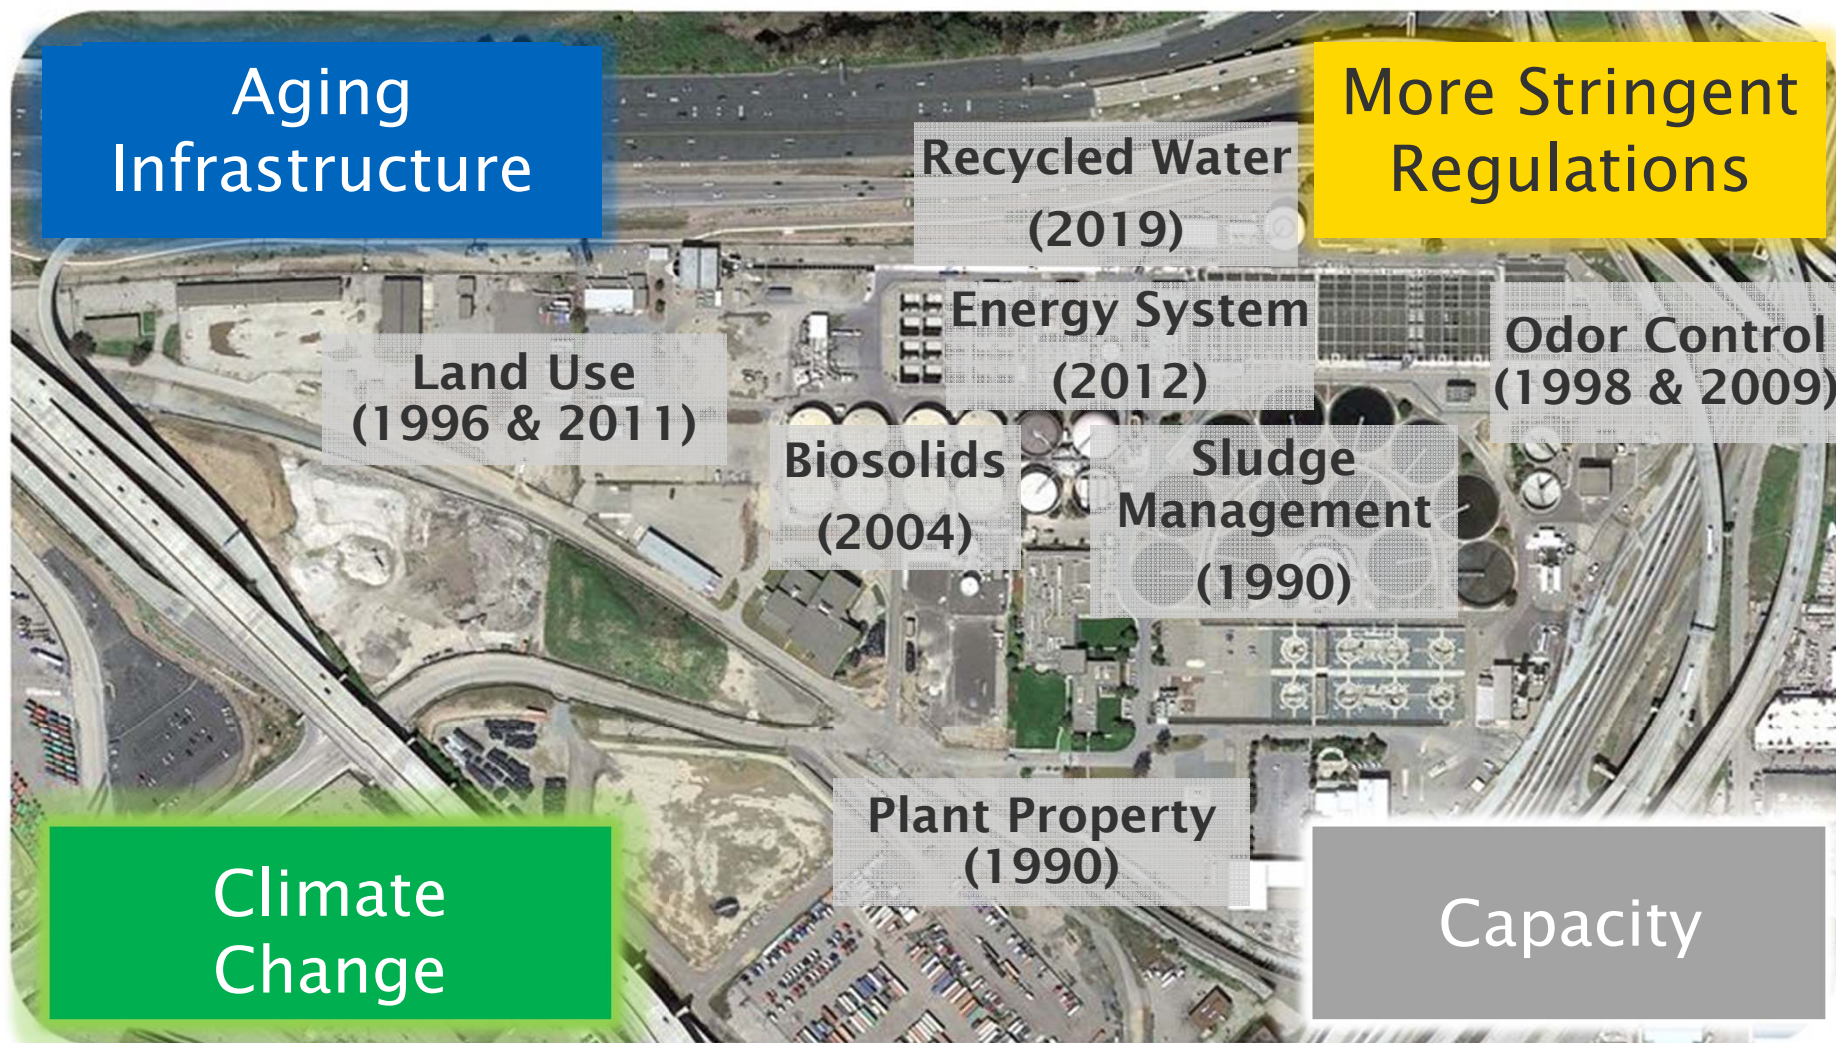 Aging
Infrastructure
More Stringent
Regulations
Recycled Water
(2019)
Energy System
(2012)
Odor Control
(1998 & 2009)
Land Use
(1996 & 2011)
Biosolids
(2004)
Sludge
Management
(1990)
Plant Property
(1990)
Climate
Change
Capacity